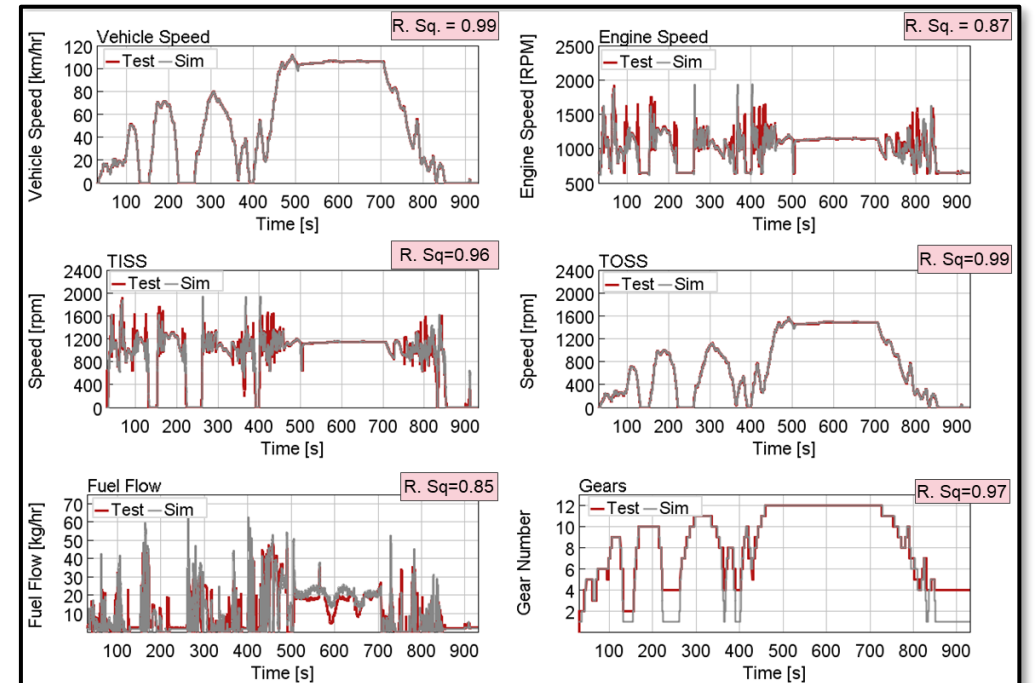 Vehicle Speed
R. Sq. = 0.99
Test Sim
Vehicle Speed [km/hr]
120
100
80
60
40
20
0
100 200 300 400 500 600 700 800 900
Time [s]
Engine Speed
R. Sq. = 0.87
Test Sim
Engine Speed [RPM]
2500
2000
1500
1000
500
100 200 300 400 500 600 700 800 900
Time [s]
TISS
R. Sq=0.96
Test Sim
Speed [rpm]
2400
2000
1600
1200
800
400
0
100 200 300 400 500 600 700 800 900
Time [s]
TOSS
R. Sq=0.99
Test Sim
Speed [rpm]
2400
2000
1600
1200
800
400
0
100 200 300 400 500 600 700 800 900
Time [s]
Fuel Flow
R. Sq=0.85
Test Sim
Fuel Flow [kg/hr]
70
60
50
40
30
20
10
100 200 300 400 500 600 700 800 900
Time [s]
Gears
R. Sq=0.97
Test Sim
Gear Number
12
10
8
6
4
2
100 200 300 400 500 600 700 800 900
Time [s]